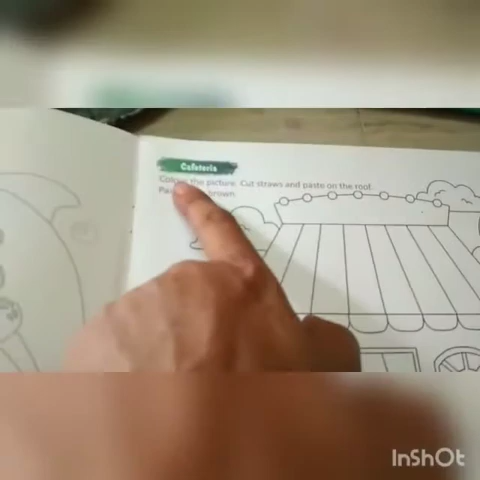 Cafeteria
Colour the picture. Cut straws and paste on the roof.
brown
InShOt